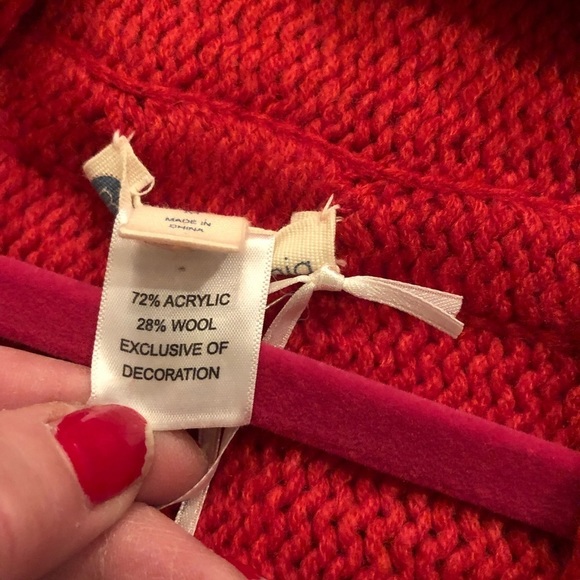 MADE IN
CHINA
72% ACRYLIC
28% WOOL
EXCLUSIVE OF
DECORATION